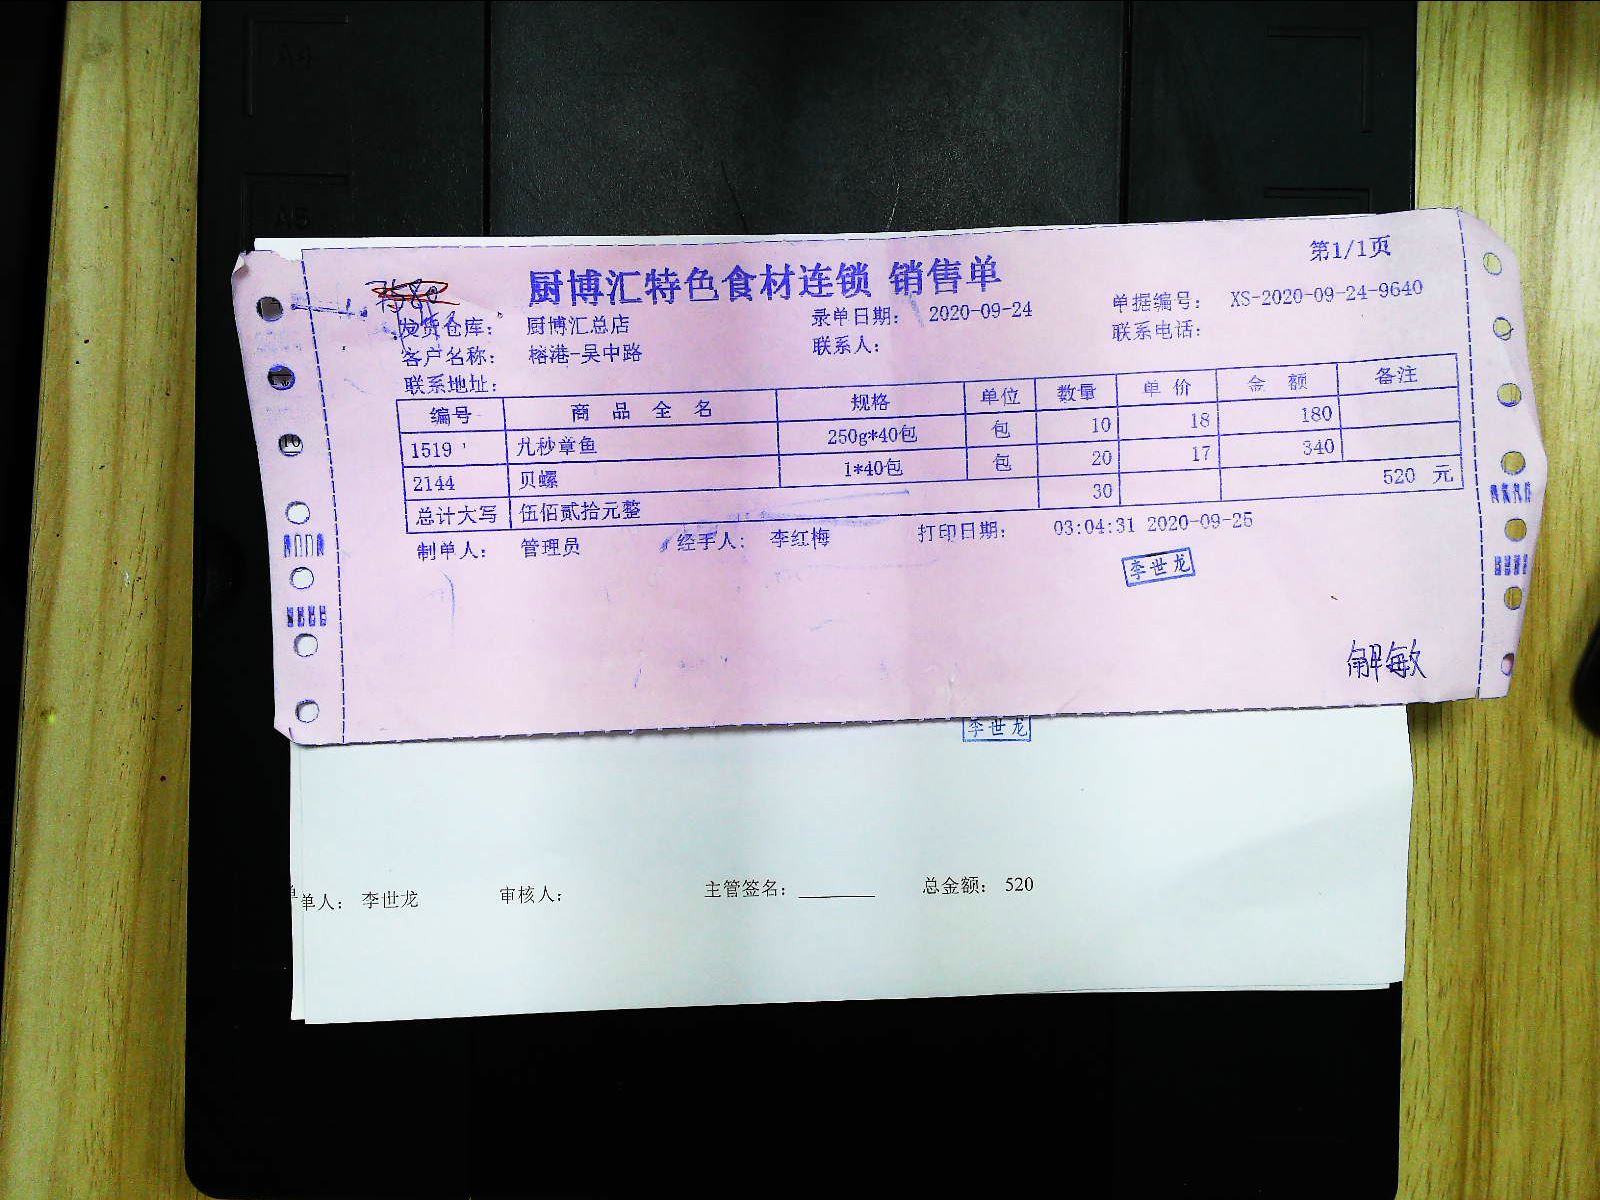 A4
A5
第1/1页
厨博汇特色食材连锁 销售单
发货仓库： 厨博汇总店 录单日期： 2020-09-24 单据编号： XS-2020-09-24-9640
客户名称： 榕港-吴中路 联系人： 联系电话：
联系地址：
编号 商品全名 规格 单位 数量 单价 金额 备注
1519 九秒章鱼 250g*40包 包 10 18 180
2144 贝螺 1*40包 包 20 17 340
总计大写 伍佰贰拾元整 30 520 元
制单人： 管理员 经手人： 李红梅 打印日期： 03:04:31 2020-09-25
李世龙
解敏
李世龙
单人： 李世龙 审核人： 主管签名： 总金额： 520